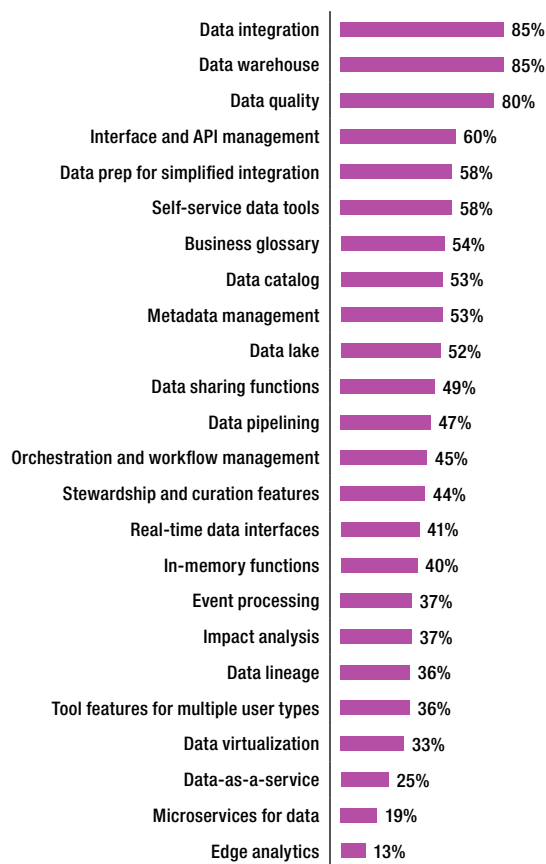 Data integration 85%
Data warehouse 85%
Data quality 80%
Interface and API management 60%
Data prep for simplified integration 58%
Self-service data tools 58%
Business glossary 54%
Data catalog 53%
Metadata management 53%
Data lake 52%
Data sharing functions 49%
Data pipelining 47%
Orchestration and workflow management 45%
Stewardship and curation features 44%
Real-time data interfaces 41%
In-memory functions 40%
Event processing 37%
Impact analysis 37%
Data lineage 36%
Tool features for multiple user types 36%
Data virtualization 33%
Data-as-a-service 25%
Microservices for data 19%
Edge analytics 13%